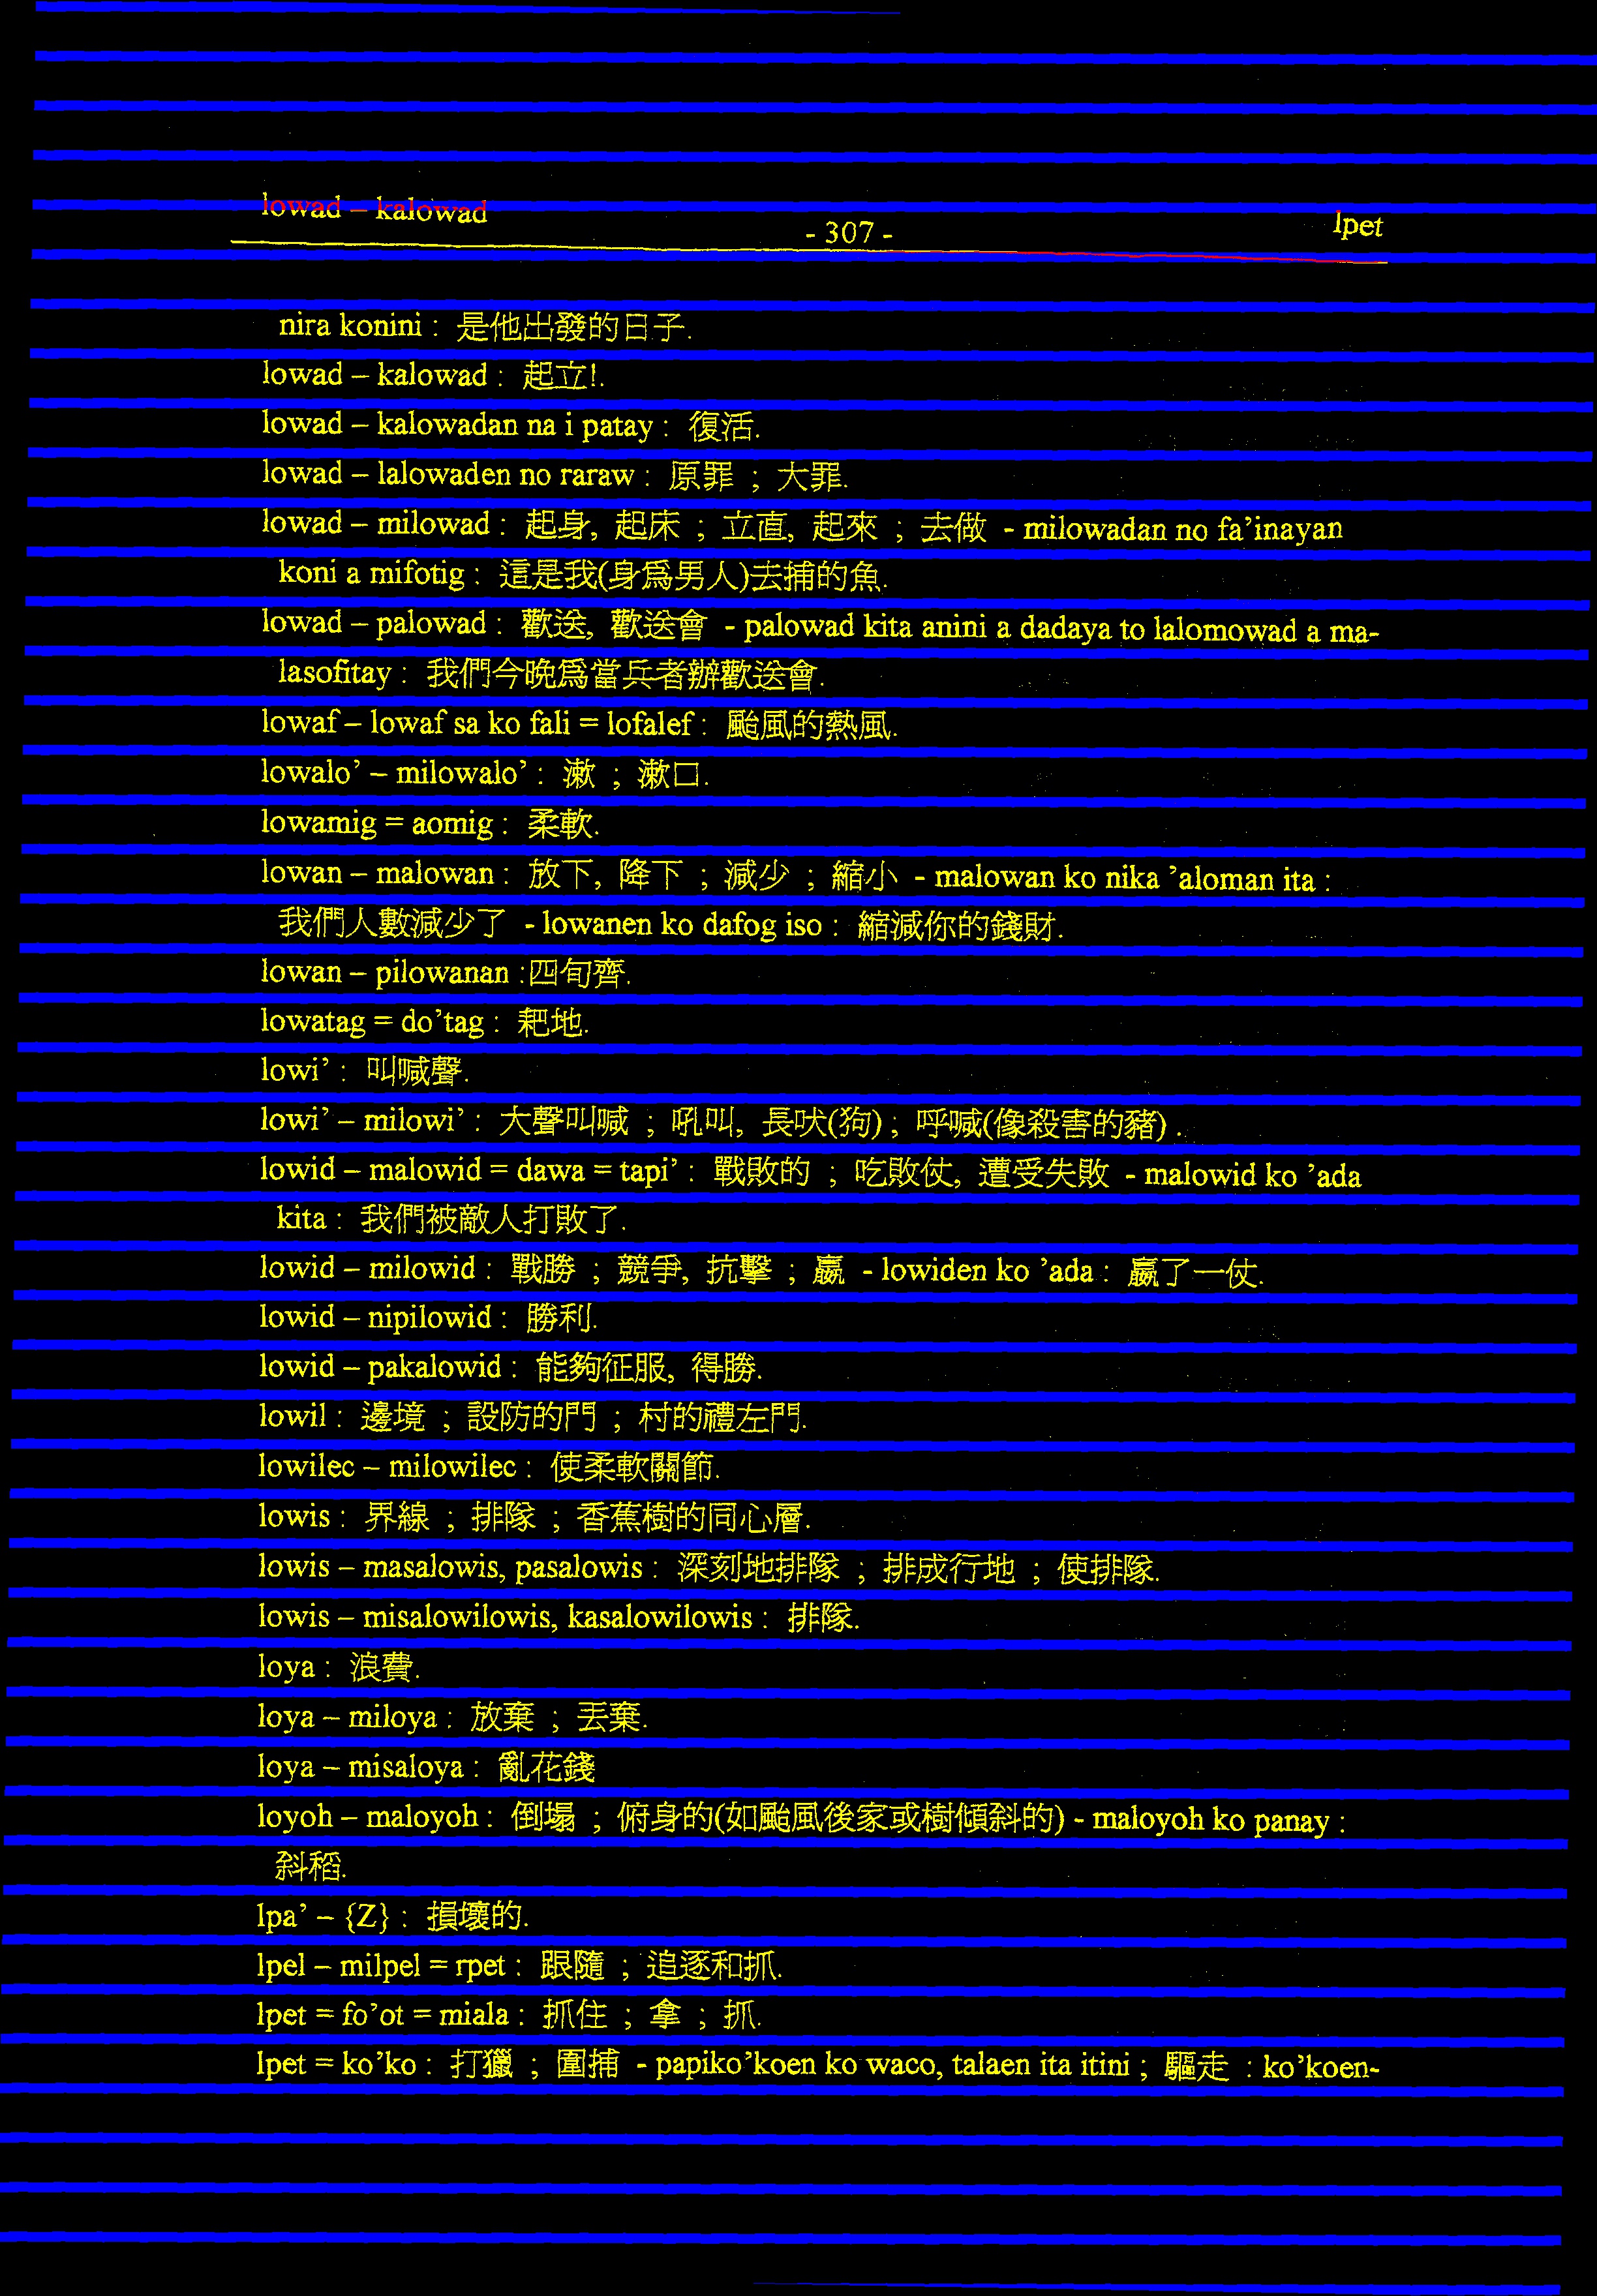 lowad – kalowad
- 307 -
lpet
nira konini : 是他出發的日子.
lowad – kalowad : 起立!.
lowad – kalowadan na i patay : 復活.
lowad – lalowaden no raraw : 原罪 ; 大罪.
lowad – milowad : 起身, 起床 ; 立直, 起來 ; 去做 - milowadan no fa’inayan
koni a mifotig : 這是我(身爲男人)去捕的魚.
lowad – palowad : 歡送, 歡送會 - palowad kita anini a dadaya to lalomowad a ma-
lasofitay : 我們今晚爲當兵者辦歡送會.
lowaf – lowaf sa ko fali = lofalef : 颱風的熱風.
lowalo’ – milowalo’ : 漱 ; 漱口.
lowamig = aomig : 柔軟.
lowan – malowan : 放下, 降下 ; 減少 ; 縮小 - malowan ko nika ’aloman ita :
我們人數減少了 - lowanen ko dafog iso : 縮減你的錢財.
lowan – pilowanan :四旬齊.
lowatag = do’tag : 耙地.
lowi’ : 叫喊聲.
lowi’ – milowi’ : 大聲叫喊 ; 吼叫, 長吠(狗) ; 呼喊(像殺害的豬) .
lowid – malowid = dawa = tapi’ : 戰敗的 ; 吃敗仗, 遭受失敗 - malowid ko ’ada
kita : 我們被敵人打敗了.
lowid – milowid : 戰勝 ; 競爭, 抗擊 ; 贏 - lowiden ko ’ada : 贏了一仗.
lowid – nipilowid : 勝利.
lowid – pakalowid : 能夠征服, 得勝.
lowil : 邊境 ; 設防的門 ; 村的禮左門.
lowilec – milowilec : 使柔軟關節.
lowis : 界線 ; 排隊 ; 香蕉樹的同心層.
lowis – masalowis, pasalowis : 深刻地排隊 ; 排成行地 ; 使排隊.
lowis – misalowilowis, kasalowilowis : 排隊.
loya : 浪費.
loya – miloya : 放棄 ; 丟棄.
loya – misaloya : 亂花錢
loyoh – maloyoh : 倒塌 ; 俯身的(如颱風後家或樹傾斜的) - maloyoh ko panay :
斜稻.
lpa’ – {Z} : 損壞的.
lpel – milpel = rpet : 跟隨 ; 追逐和抓.
lpet = fo’ot = miala : 抓住 ; 拿 ; 抓.
lpet = ko’ko : 打獵 ; 圍捕 - papiko’koen ko waco, talaen ita itini ; 驅走 : ko’koen-